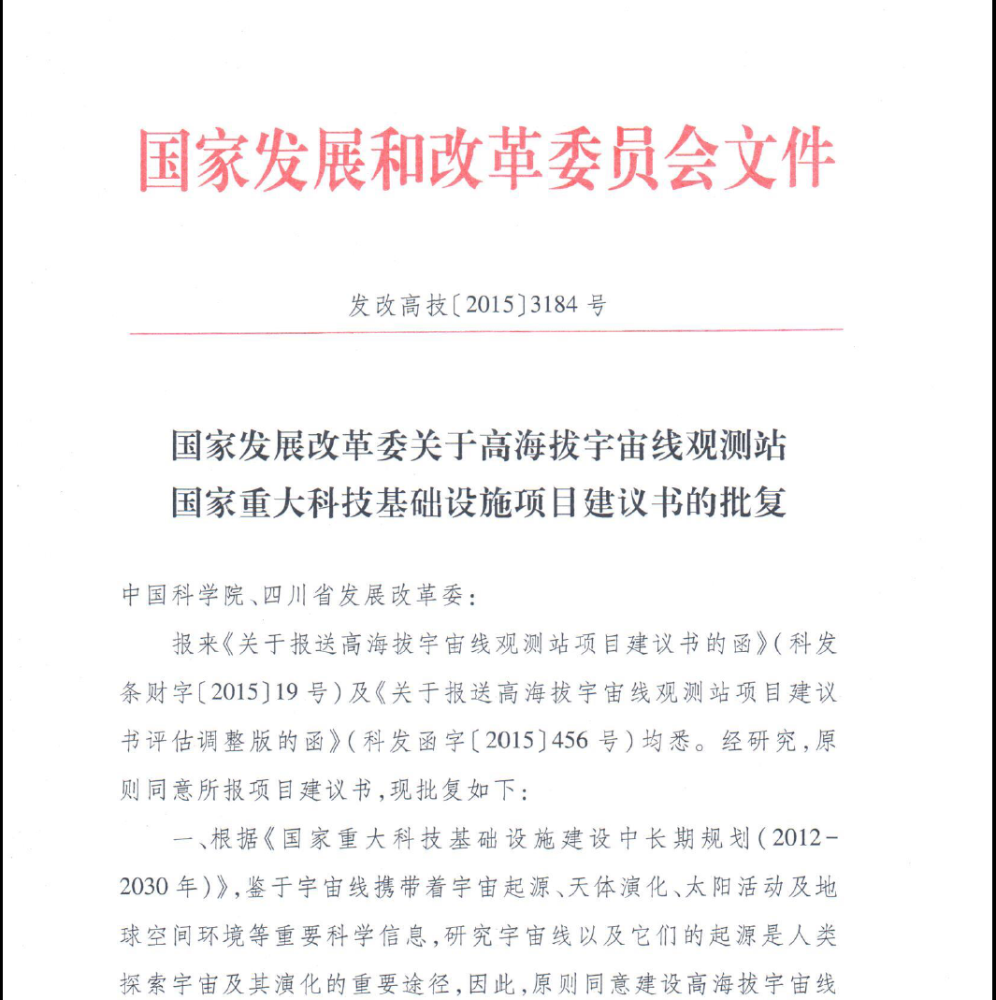 国家发展和改革委员会文件
发改高技〔2015〕3184 号
国家发展改革委关于高海拔宇宙线观测站
国家重大科技基础设施项目建议书的批复
中国科学院、四川省发展改革委：
报来《关于报送高海拔宇宙线观测站项目建议书的函》(科发
条财字〔2015〕19 号)及《关于报送高海拔宇宙线观测站项目建议
书评估调整版的函》(科发函字〔2015〕456 号)均悉。经研究,原
则同意所报项目建议书,现批复如下：
一、根据《国家重大科技基础设施建设中长期规划(2012－
2030 年)》,鉴于宇宙线携带着宇宙起源、天体演化、太阳活动及地
球空间环境等重要科学信息,研究宇宙线以及它们的起源是人类
探索宇宙及其演化的重要途径,因此,原则同意建设高海拔宇宙线